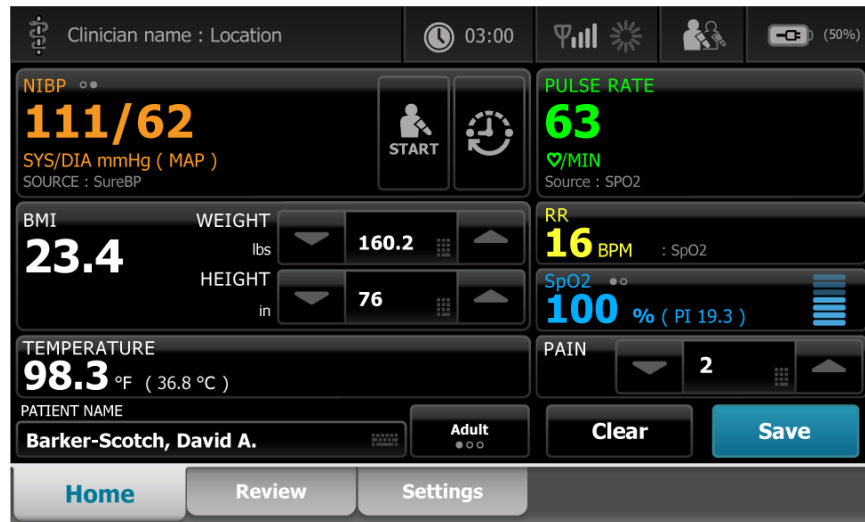 Clinician name : Location
03:00
(50%)
NIBP
111/62
SYS/DIA mmHg ( MAP )
SOURCE : SureBP
START
PULSE RATE
63
/MIN
Source : SPO2
BMI
23.4
WEIGHT
lbs
160.2
HEIGHT
in
76
RR
16 BPM : SpO2
SpO2
100 % ( PI 19.3 )
TEMPERATURE
98.3 °F ( 36.8 °C )
PAIN
2
PATIENT NAME
Barker-Scotch, David A.
Adult
Clear
Save
Home
Review
Settings